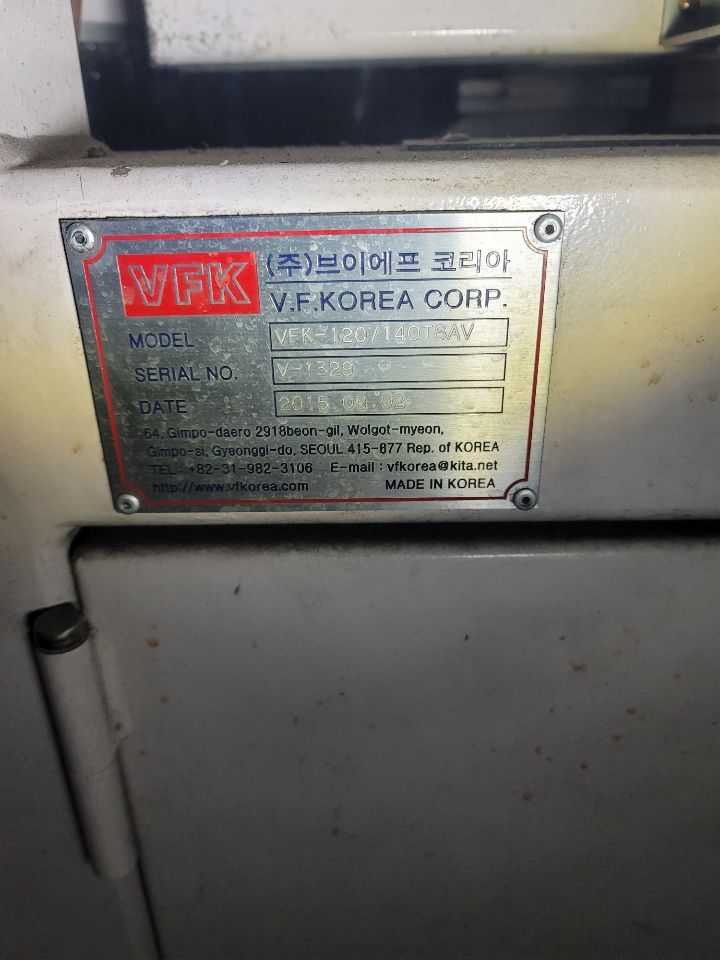 VFK
(주)브이에프 코리아
V.F.KOREA CORP.
MODEL VFK-120/140TSAV
SERIAL NO. V-1329
DATE 2015.09.02
64, Gimpo-daero 2918beon-gil, Wolgot-myeon,
Gimpo-si, Gyeonggi-do, SEOUL 415-877 Rep. of KOREA
TEL : +82-31-982-3106 E-mail : vfkorea@kita.net
http://www.vfkorea.com MADE IN KOREA